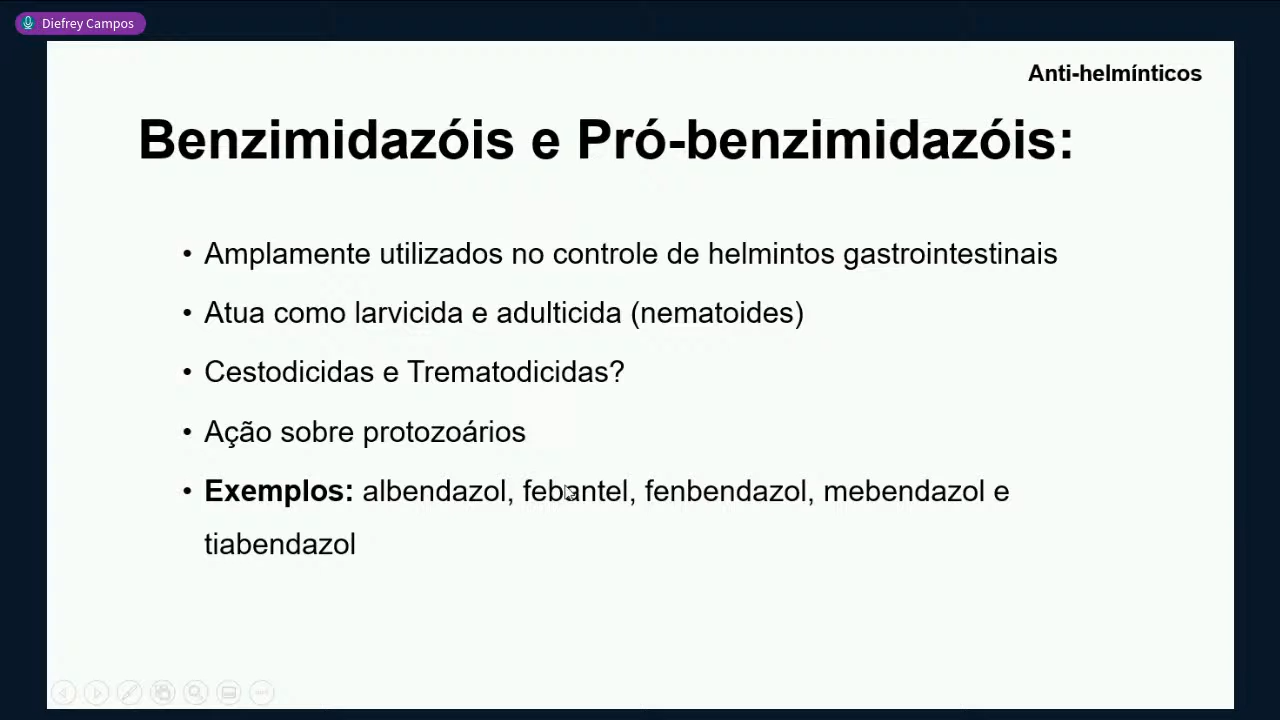 Diefrey Campos
Anti-helmínticos
Benzimidazóis e Pró-benzimidazóis:
• Amplamente utilizados no controle de helmintos gastrointestinais
• Atua como larvicida e adulticida (nematoides)
• Cestodicidas e Trematodicidas?
• Ação sobre protozoários
• Exemplos: albendazol, febantel, fenbendazol, mebendazol e
tiabendazol